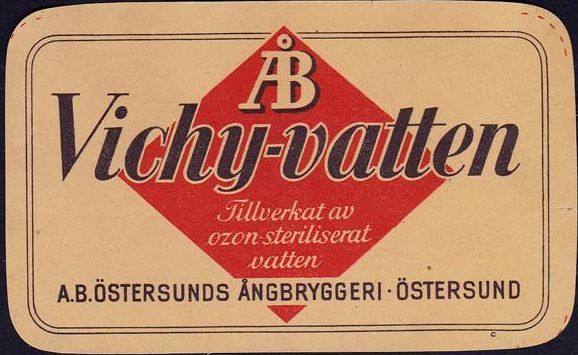 ÅB
Vichy-vatten
Tillverkat av
ozon-steriliserat
vatten
A.B. ÖSTERSUNDS ÅNGBRYGGERI · ÖSTERSUND
C